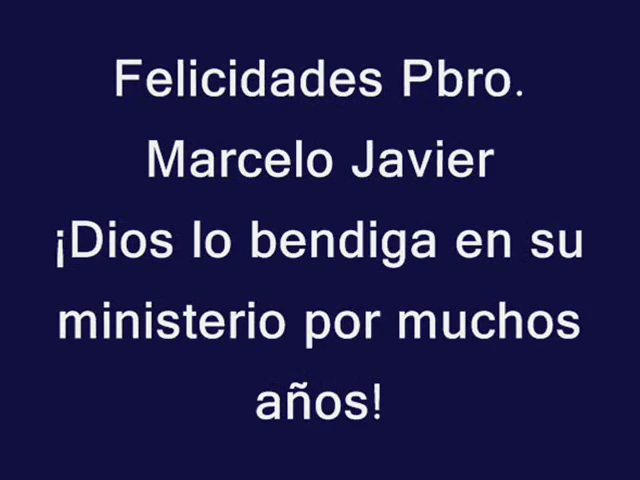 Felicidades Pbro.
Marcelo Javier
¡Dios lo bendiga en su
ministerio por muchos
años!